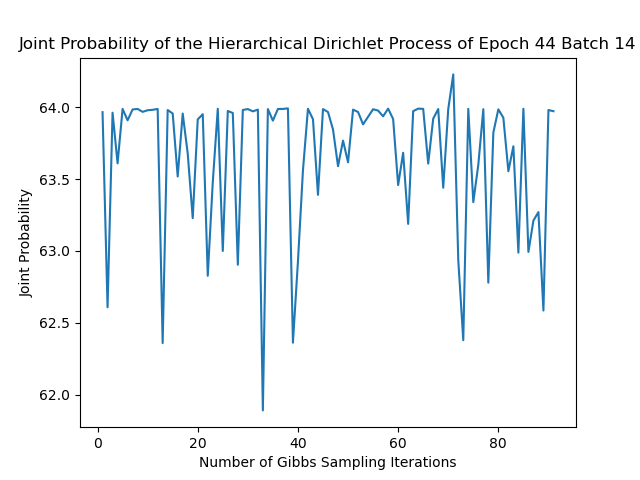 Joint Probability of the Hierarchical Dirichlet Process of Epoch 44 Batch 14
64.0
63.5
63.0
62.5
62.0
Joint Probability
0 20 40 60 80
Number of Gibbs Sampling Iterations